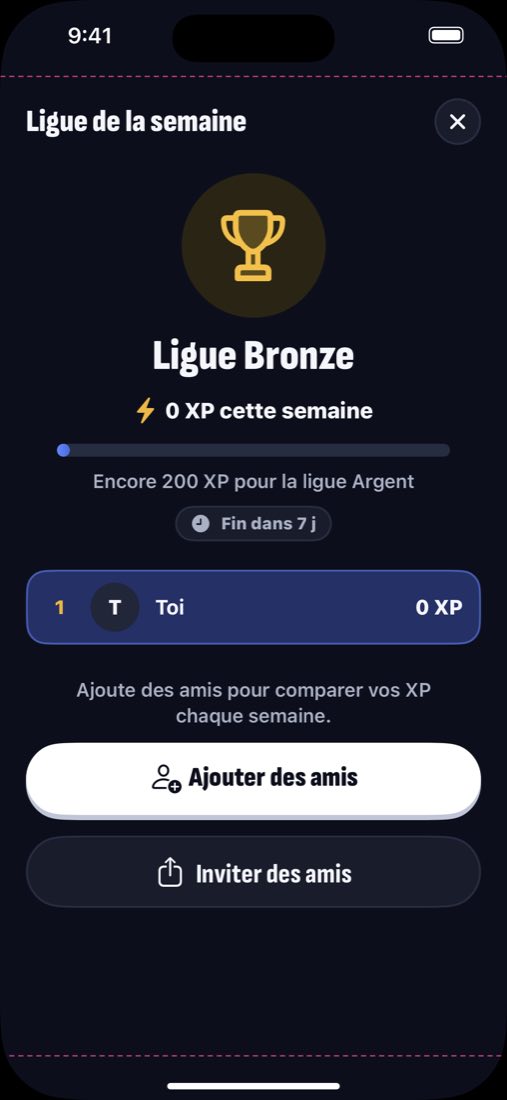 9:41
Ligue de la semaine
Ligue Bronze
0 XP cette semaine
Encore 200 XP pour la ligue Argent
Fin dans 7 j
1 T Toi 0 XP
Ajoute des amis pour comparer vos XP
chaque semaine.
Ajouter des amis
Inviter des amis